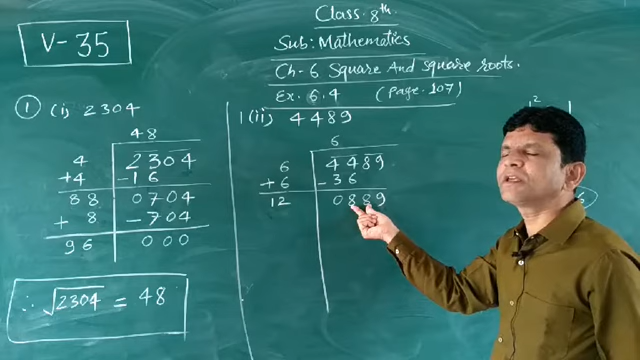 V-35
Class. 8th.
Sub: Mathematics
Ch-6 Square And Square roots.
Ex. 6.4 (Page. 107)
① (i) 2304
48
4 2304
+4 -16
88 0704
+ 8 -704
96 000
∴ √2304 = 48
1(ii) 4489
6
6 4489
+6 -36
12 0889
12